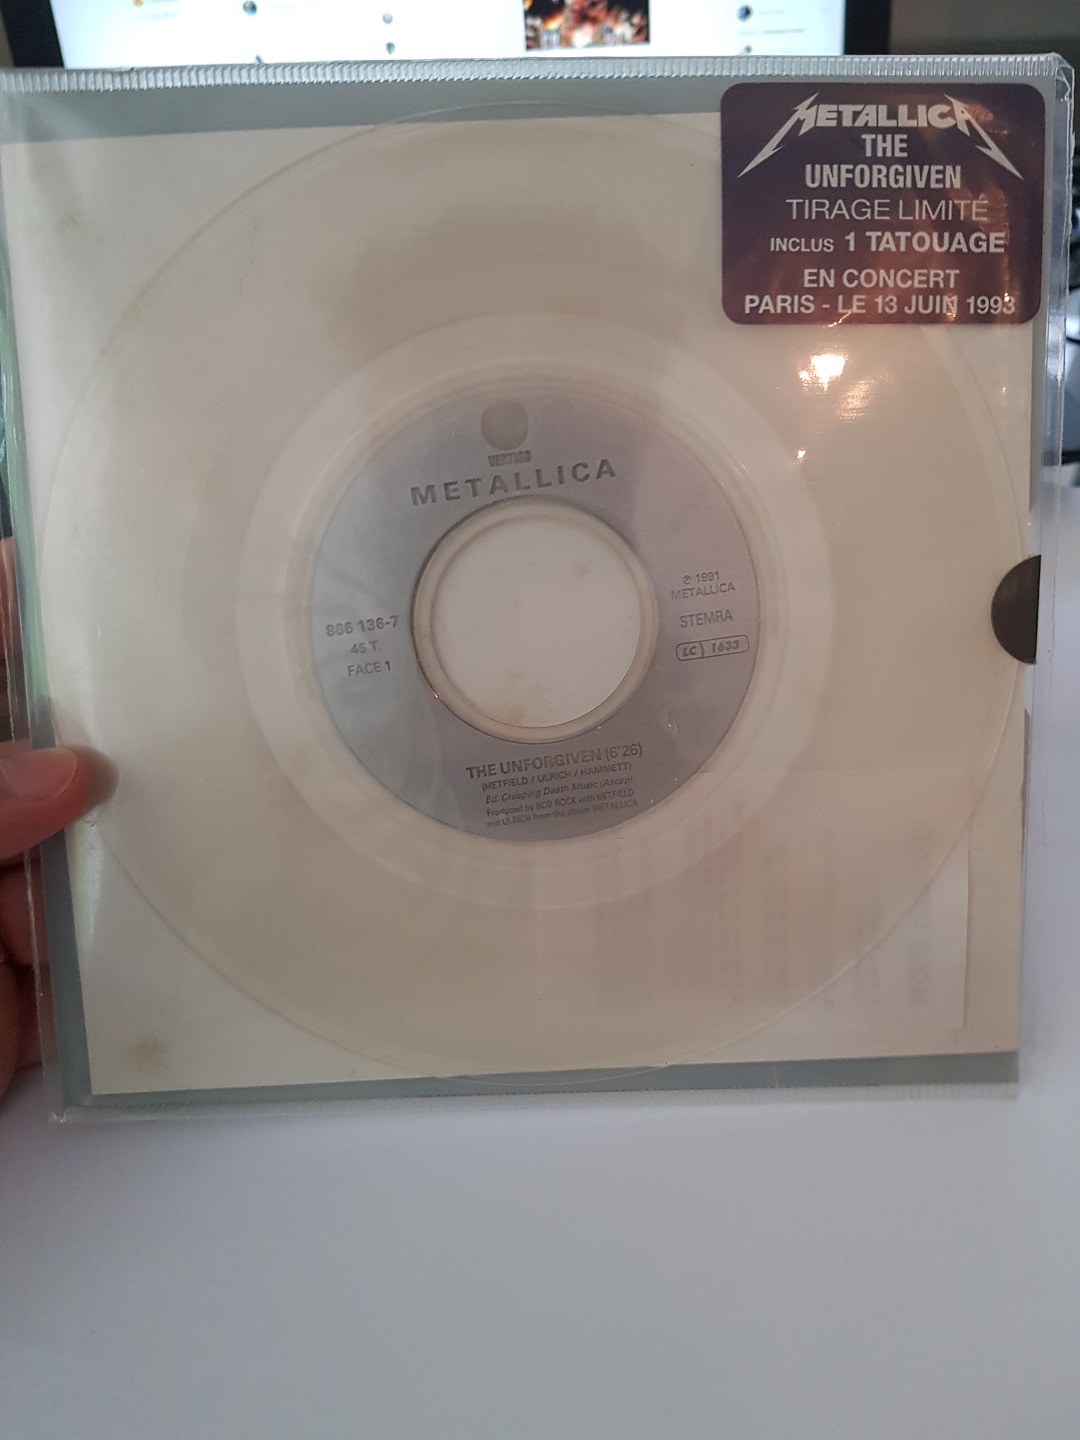 METALLICA
THE
UNFORGIVEN
TIRAGE LIMITÉ
INCLUS 1 TATOUAGE
EN CONCERT
PARIS - LE 13 JUIN 1993
VERTIGO
METALLICA
866 136-7
45 T.
FACE 1
℗ 1991
METALLICA
STEMRA
LC 1633
THE UNFORGIVEN (6'26)
(HETFIELD / ULRICH / HAMMETT)
Ed. Creeping Death Music (Ascap)
Produced by BOB ROCK with HETFIELD
and ULRICH from the album METALLICA